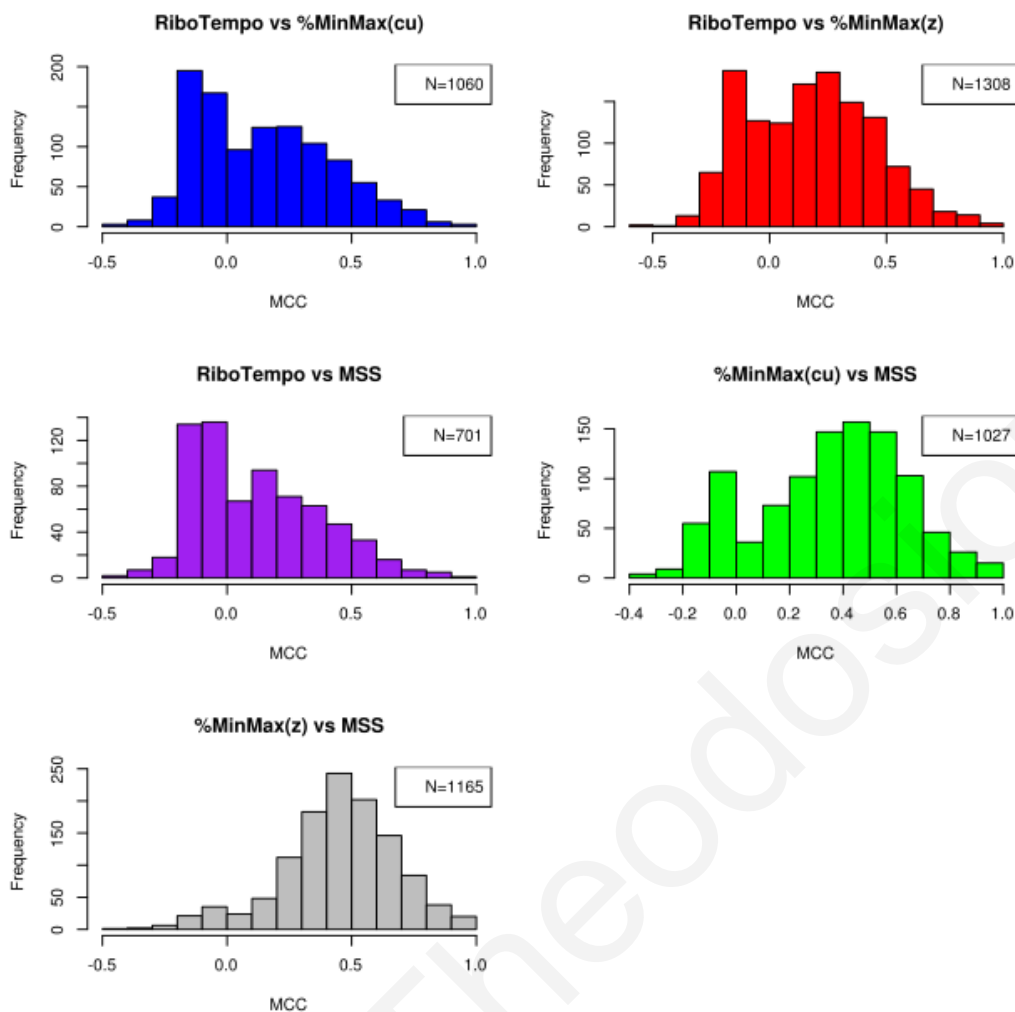 RiboTempo vs %MinMax(cu)
N=1060
Frequency
0 50 100 200
-0.5 0.0 0.5 1.0
MCC
RiboTempo vs %MinMax(z)
N=1308
Frequency
0 50 100
-0.5 0.0 0.5 1.0
MCC
RiboTempo vs MSS
N=701
Frequency
0 40 80 120
-0.5 0.0 0.5 1.0
MCC
%MinMax(cu) vs MSS
N=1027
Frequency
0 50 100 150
-0.4 -0.2 0.0 0.2 0.4 0.6 0.8 1.0
MCC
%MinMax(z) vs MSS
N=1165
Frequency
0 50 150 250
-0.5 0.0 0.5 1.0
MCC
Theodosio